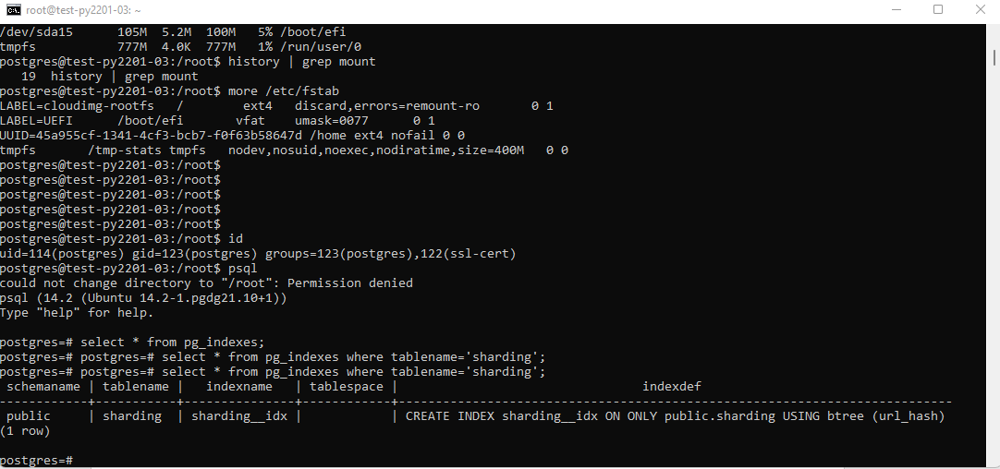 root@test-py2201-03: ~
/dev/sda15      105M  5.2M  100M   5% /boot/efi
tmpfs           777M  4.0K  777M   1% /run/user/0
postgres@test-py2201-03:/root$ history | grep mount
   19  history | grep mount
postgres@test-py2201-03:/root$ more /etc/fstab
LABEL=cloudimg-rootfs   /        ext4   discard,errors=remount-ro       0 1
LABEL=UEFI      /boot/efi       vfat    umask=0077      0 1
UUID=45a955cf-1341-4cf3-bcb7-f0f63b58647d /home ext4 nofail 0 0
tmpfs       /tmp-stats tmpfs   nodev,nosuid,noexec,nodiratime,size=400M   0 0
postgres@test-py2201-03:/root$
postgres@test-py2201-03:/root$
postgres@test-py2201-03:/root$
postgres@test-py2201-03:/root$
postgres@test-py2201-03:/root$
postgres@test-py2201-03:/root$ id
uid=114(postgres) gid=123(postgres) groups=123(postgres),122(ssl-cert)
postgres@test-py2201-03:/root$ psql
could not change directory to "/root": Permission denied
psql (14.2 (Ubuntu 14.2-1.pgdg21.10+1))
Type "help" for help.
postgres=# select * from pg_indexes;
postgres=# postgres=# select * from pg_indexes where tablename='sharding';
postgres=# postgres=# select * from pg_indexes where tablename='sharding';
 schemaname | tablename |   indexname   | tablespace |                                 indexdef
------------+-----------+---------------+------------+---------------------------------------------------------------------------
 public     | sharding  | sharding__idx |            | CREATE INDEX sharding__idx ON ONLY public.sharding USING btree (url_hash)
(1 row)
postgres=#